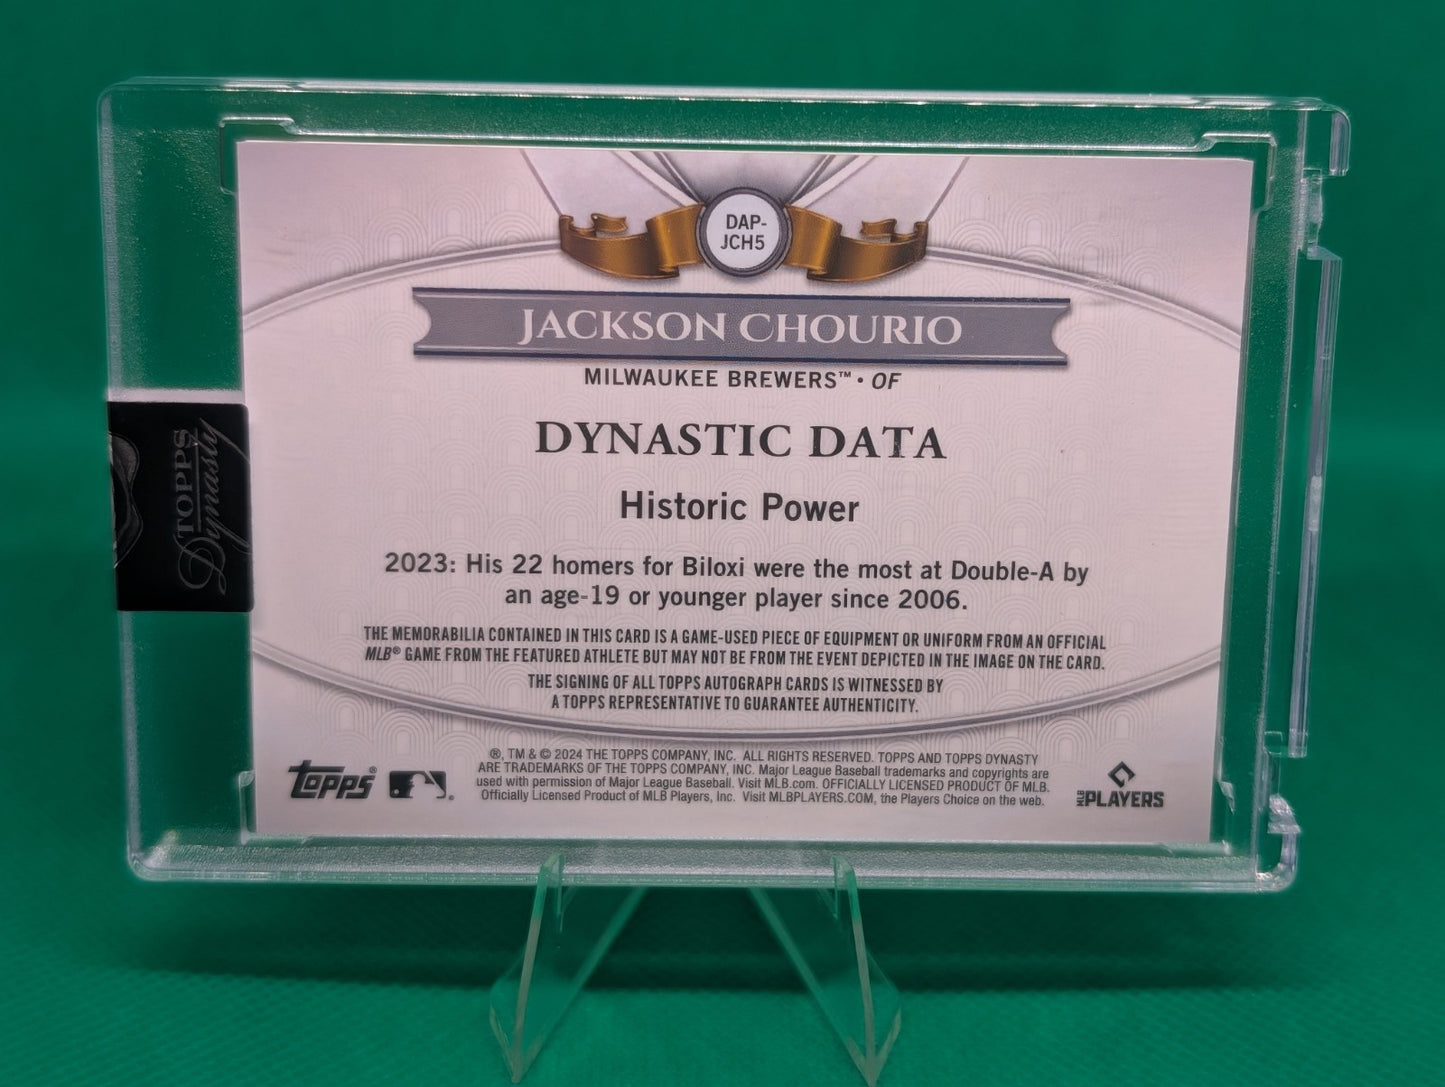 DAP-
JCH5
JACKSON CHOURIO
MILWAUKEE BREWERS™ • OF
DYNASTIC DATA
Historic Power
2023: His 22 homers for Biloxi were the most at Double-A by
an age-19 or younger player since 2006.
THE MEMORABILIA CONTAINED IN THIS CARD IS A GAME-USED PIECE OF EQUIPMENT OR UNIFORM FROM AN OFFICIAL
MLB® GAME FROM THE FEATURED ATHLETE BUT MAY NOT BE FROM THE EVENT DEPICTED IN THE IMAGE ON THE CARD.
THE SIGNING OF ALL TOPPS AUTOGRAPH CARDS IS WITNESSED BY
A TOPPS REPRESENTATIVE TO GUARANTEE AUTHENTICITY.
®, TM & © 2024 THE TOPPS COMPANY, INC. ALL RIGHTS RESERVED. TOPPS AND TOPPS DYNASTY
ARE TRADEMARKS OF THE TOPPS COMPANY, INC. Major League Baseball trademarks and copyrights are
used with permission of Major League Baseball. Visit MLB.com. OFFICIALLY LICENSED PRODUCT OF MLB.
Officially Licensed Product of MLB Players, Inc. Visit MLBPLAYERS.COM, the Players Choice on the web.
topps®
MLB PLAYERS
TOPPS
Dynasty